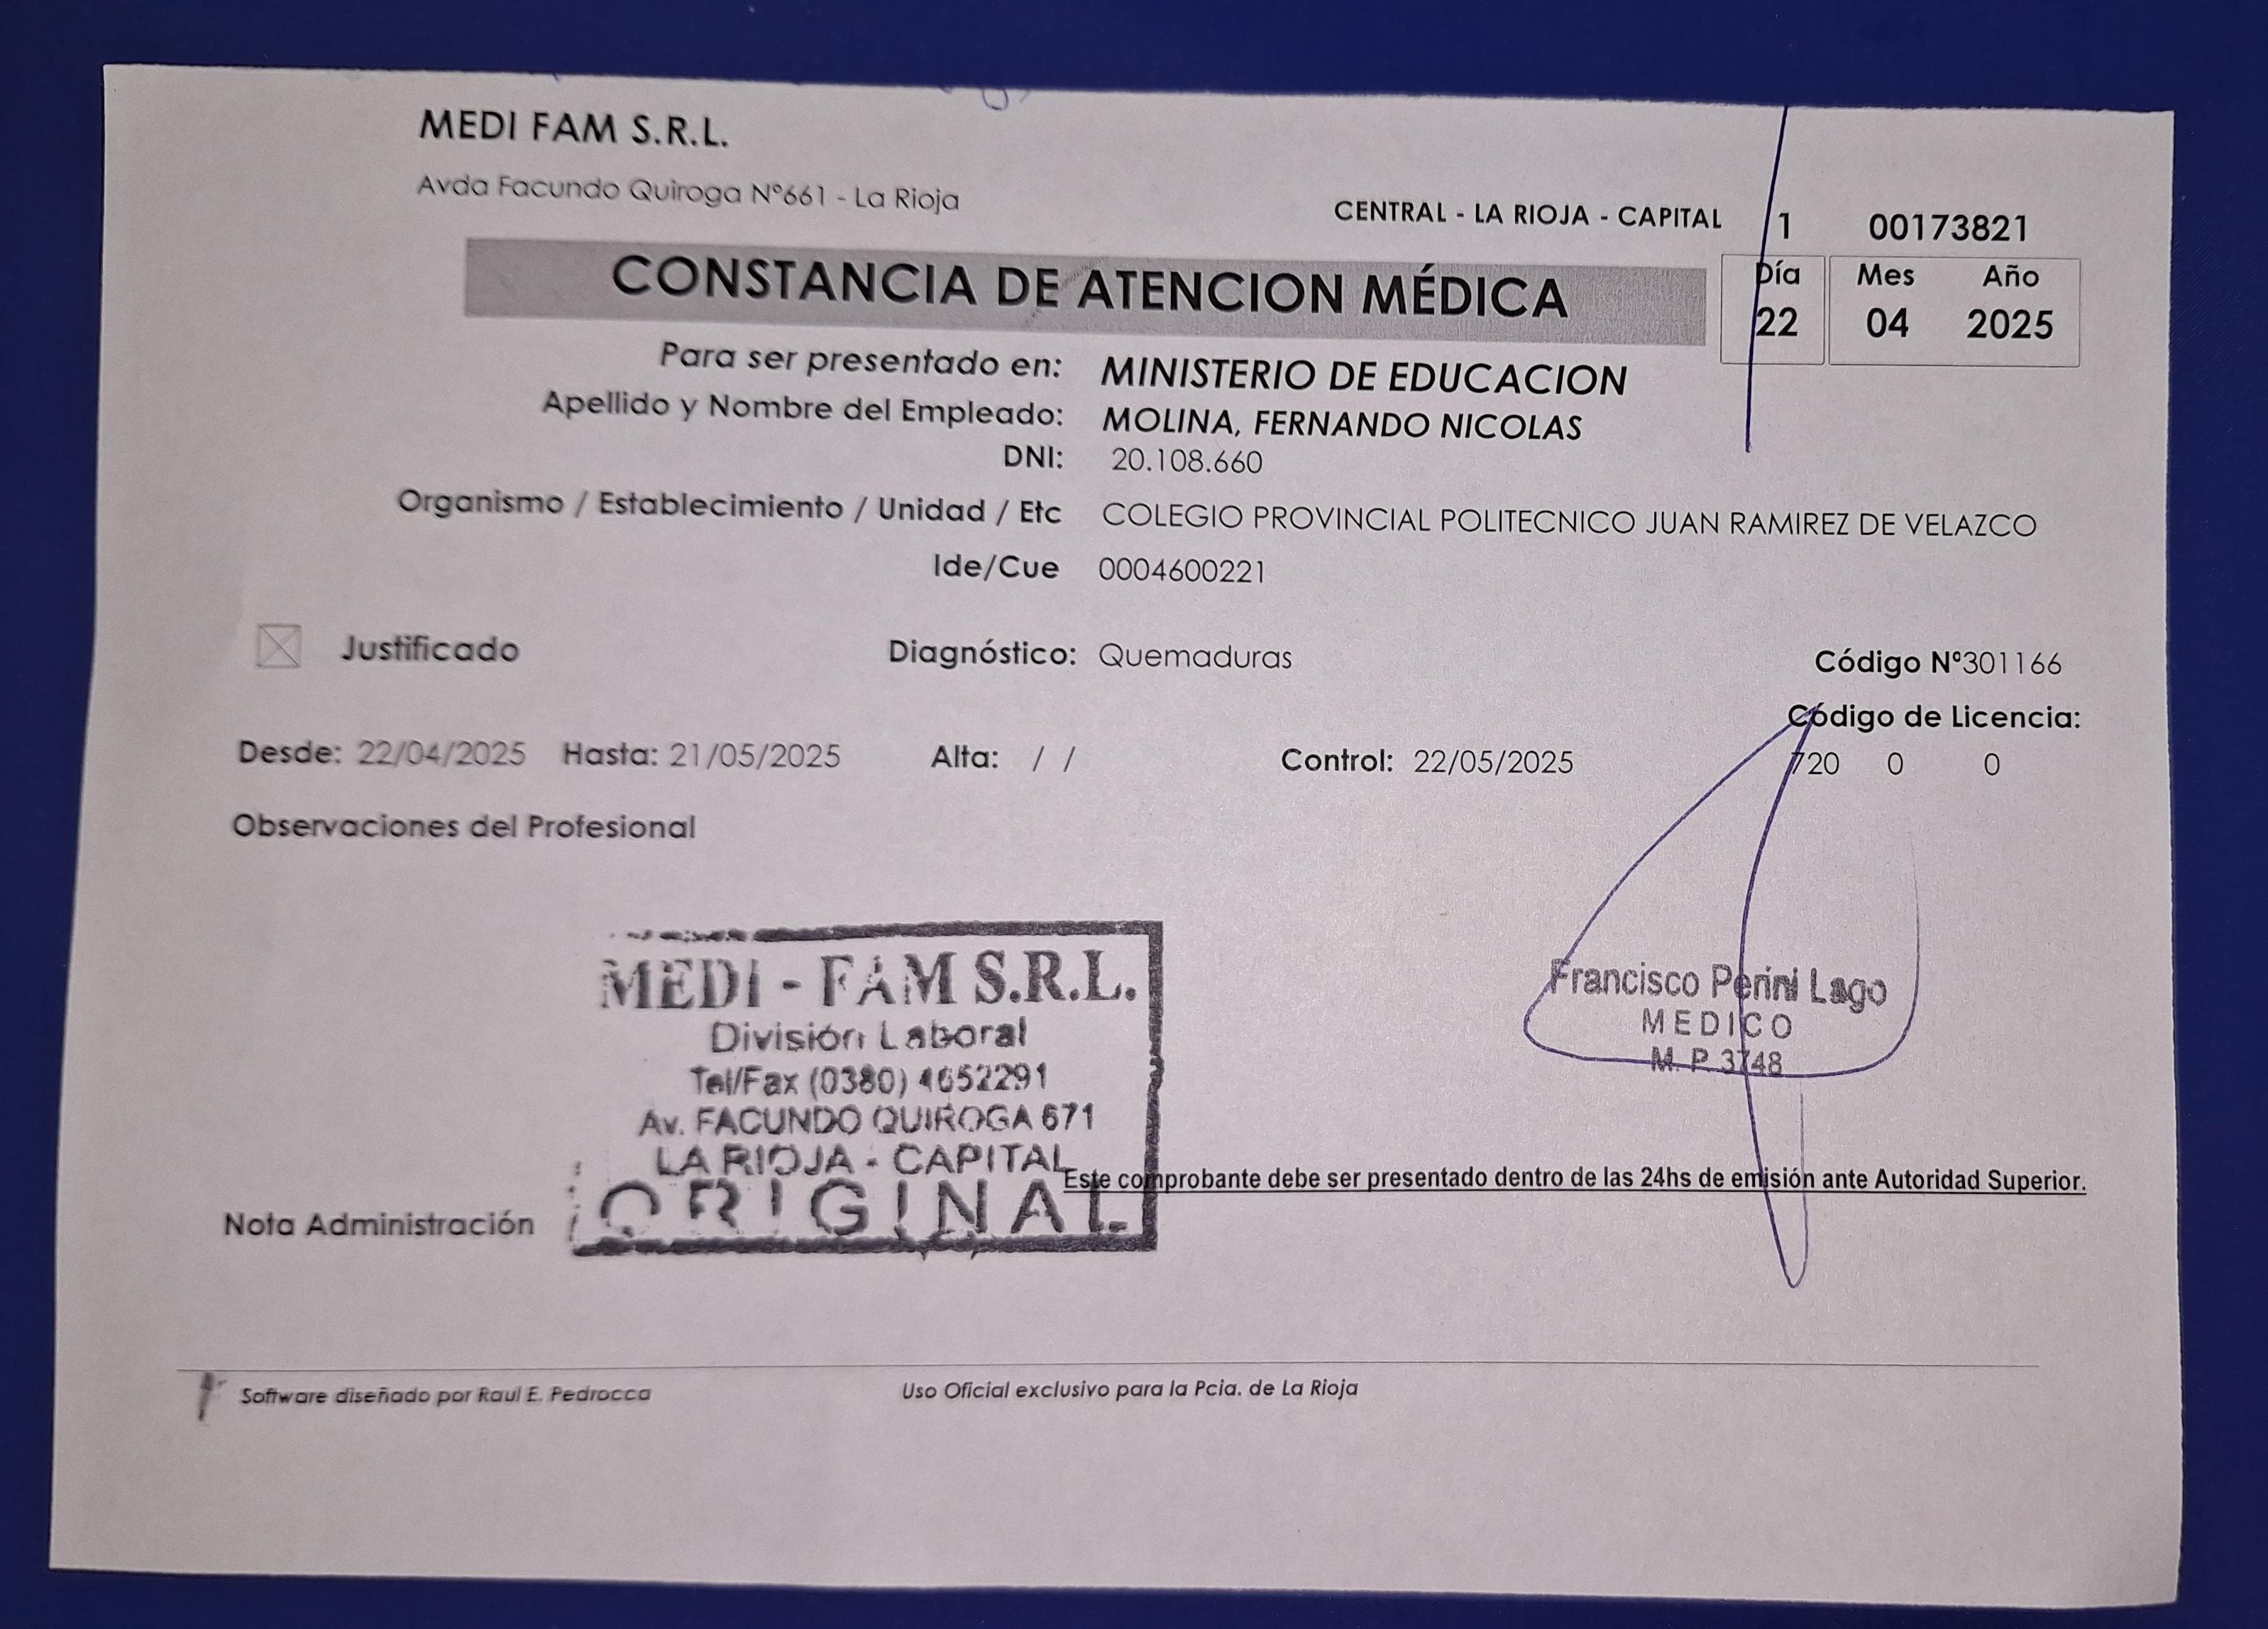 MEDI FAM S.R.L.
Avda Facundo Quiroga Nº661 - La Rioja
CENTRAL - LA RIOJA - CAPITAL 1 00173821
CONSTANCIA DE ATENCION MÉDICA
Día Mes Año
22 04 2025
Para ser presentado en: MINISTERIO DE EDUCACION
Apellido y Nombre del Empleado: MOLINA, FERNANDO NICOLAS
DNI: 20.108.660
Organismo / Establecimiento / Unidad / Etc COLEGIO PROVINCIAL POLITECNICO JUAN RAMIREZ DE VELAZCO
Ide/Cue 0004600221
Justificado Diagnóstico: Quemaduras Código Nº301166
Código de Licencia:
Desde: 22/04/2025 Hasta: 21/05/2025 Alta: / / Control: 22/05/2025 720 0 0
Observaciones del Profesional
MEDI - FAM S.R.L.
División Laboral
Tel/Fax (0380) 4652291
Av. FACUNDO QUIROGA 671
LA RIOJA - CAPITAL
ORIGINAL
Francisco Perini Lago
MEDICO
M. P. 3748
Este comprobante debe ser presentado dentro de las 24hs de emisión ante Autoridad Superior.
Nota Administración
Software diseñado por Raul E. Pedrocca Uso Oficial exclusivo para la Pcia. de La Rioja